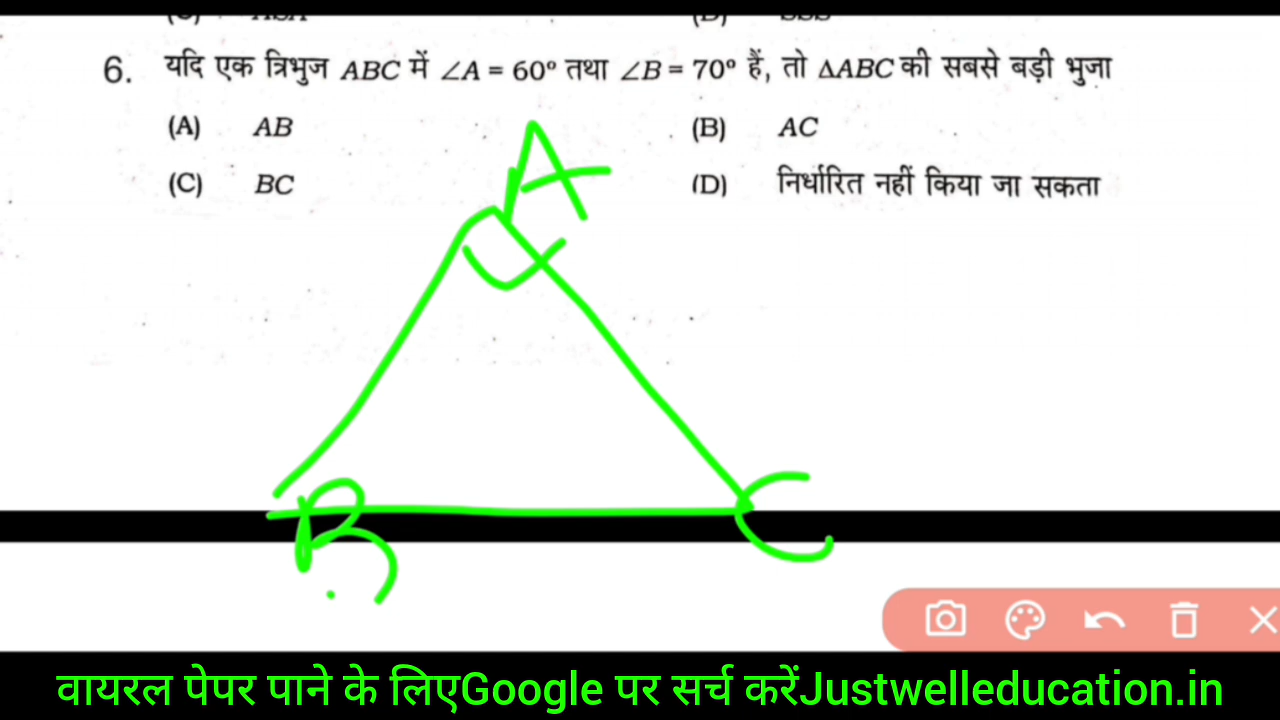 6. यदि एक त्रिभुज ABC में ∠A = 60° तथा ∠B = 70° हैं, तो ΔABC की सबसे बड़ी भुजा
(A) AB (B) AC
(C) BC (D) निर्धारित नहीं किया जा सकता
A
B C
वायरल पेपर पाने के लिएGoogle पर सर्च करेंJustwelleducation.in